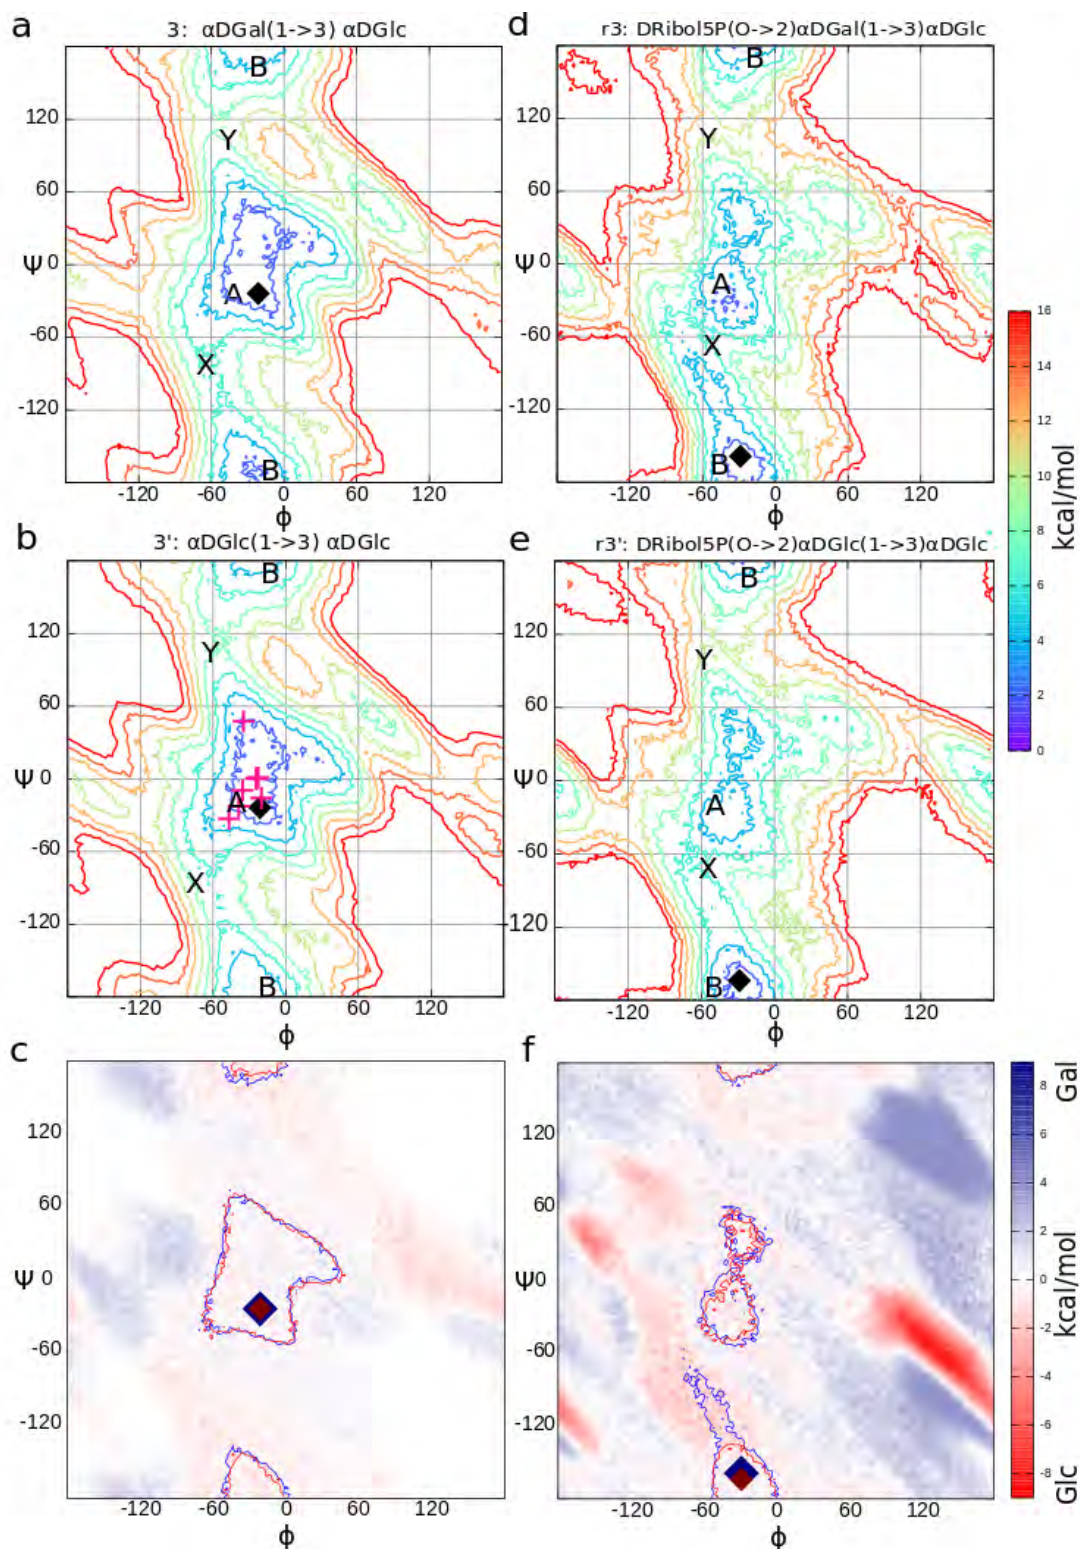 a
3: αDGal(1->3) αDGlc
B
Y
A
X
B
120
60
Ψ 0
-60
-120
-120 -60 0 120
ϕ
d
r3: DRibol5P(O->2)αDGal(1->3)αDGlc
B
Y
A
X
B
120
60
Ψ 0
-60
-120
-120 -60 0 60 120
ϕ
16
14
12
10
8
6
4
2
0
kcal/mol
b
3': αDGlc(1->3) αDGlc
B
Y
A
X
B
120
60
Ψ 0
-60
-120
-120 -60 0 120
ϕ
e
r3': DRibol5P(O->2)αDGlc(1->3)αDGlc
B
Y
A
X
B
120
60
Ψ 0
-60
-120
-120 -60 0 60 120
ϕ
c
120
60
Ψ 0
-60
-120
-120 -60 0 120
ϕ
f
120
60
Ψ0
-60
-120
-120 -60 0 60 120
ϕ
8
6
4
2
0
-2
-4
-6
-8
Gal
kcal/mol
Glc